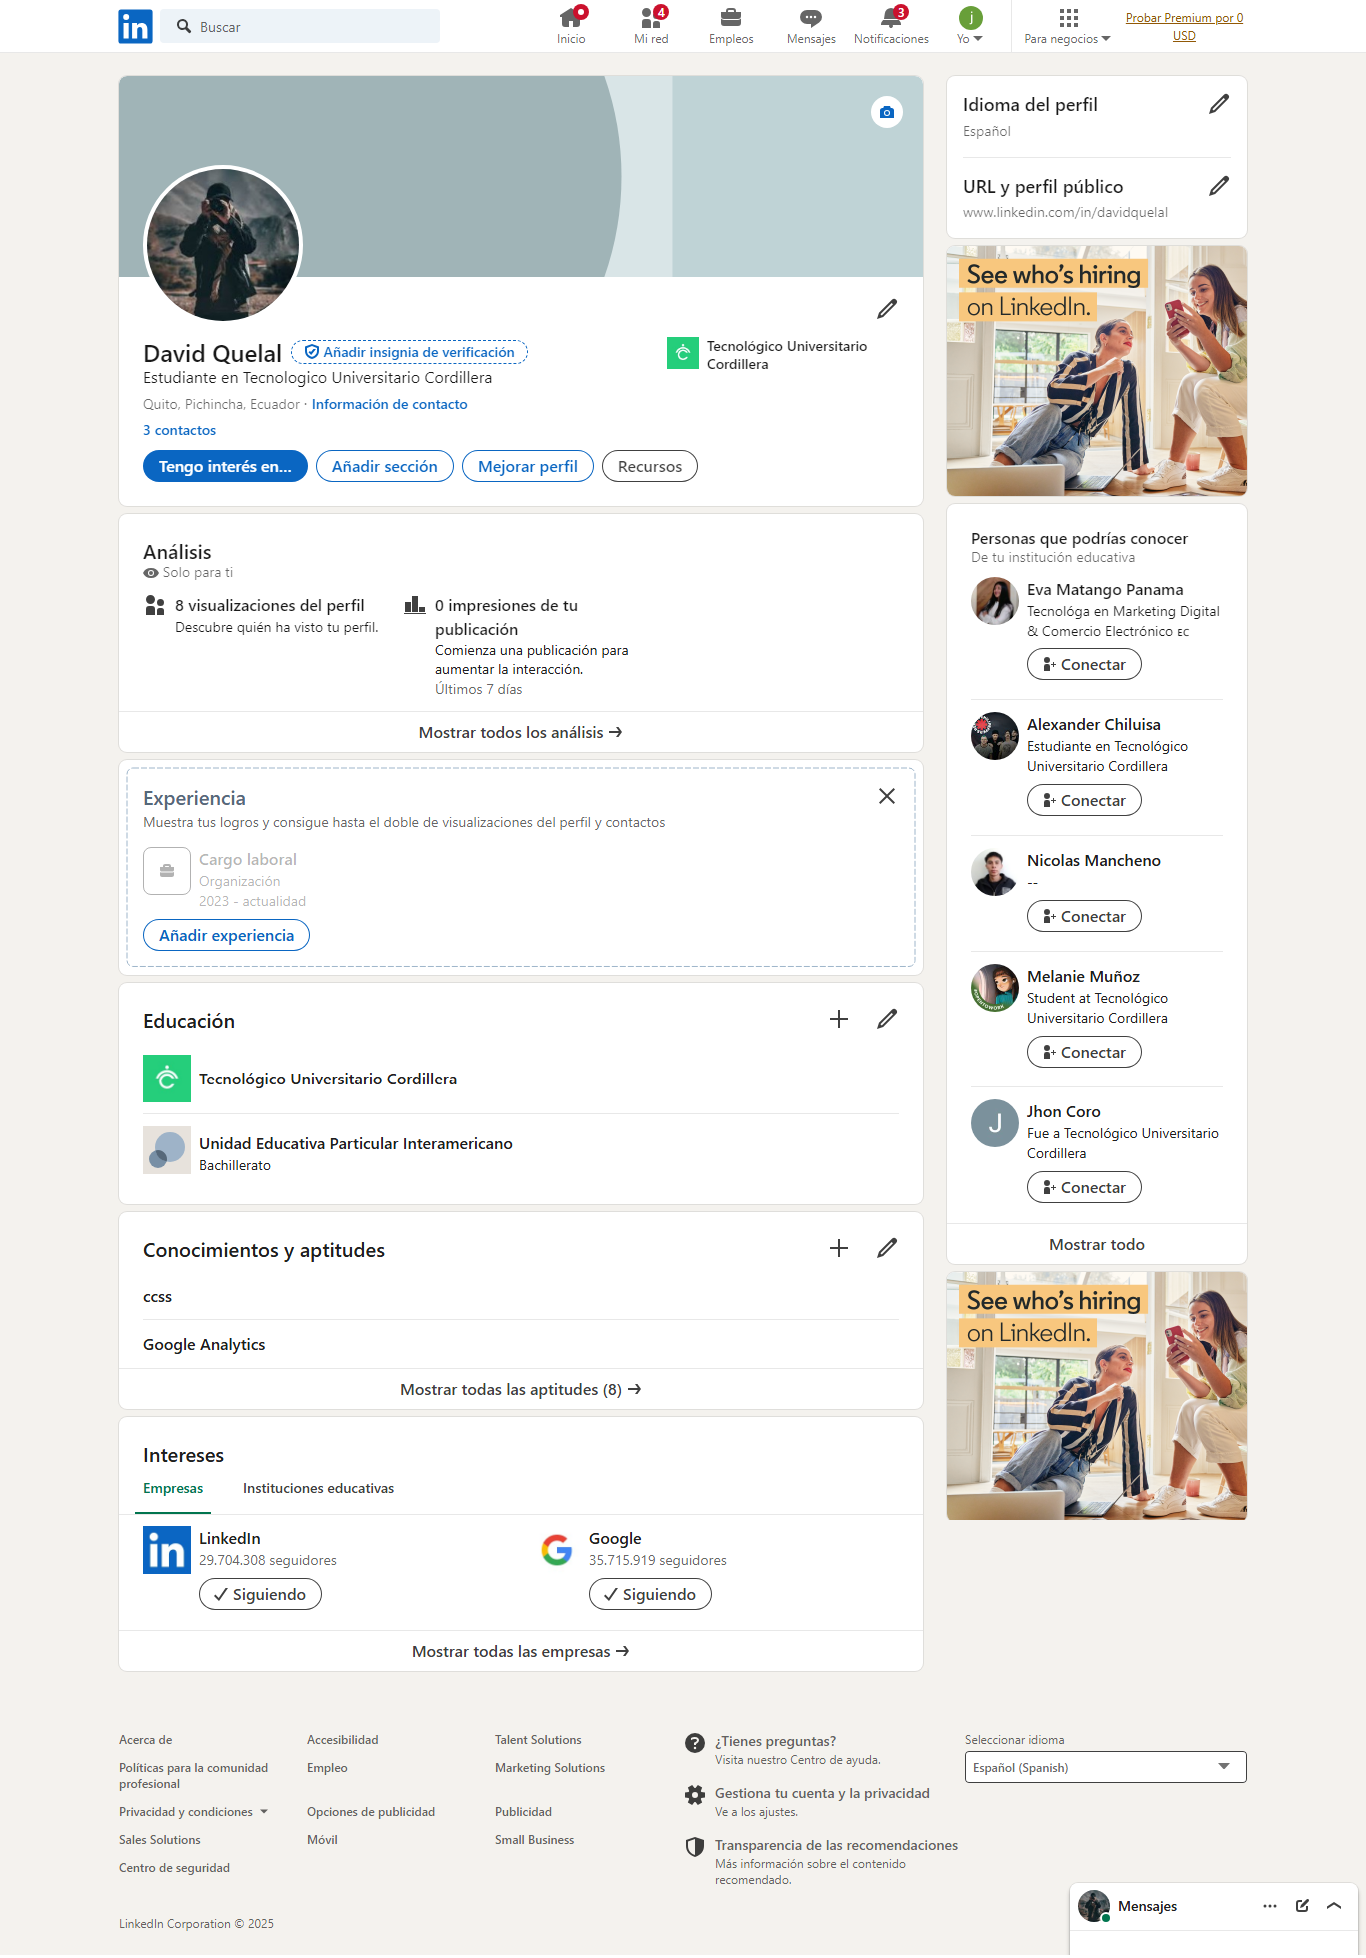 in
Buscar
Inicio
4
Mi red
Empleos
Mensajes
3
Notificaciones
j
Yo
Para negocios
Probar Premium por 0
USD
David Quelal
Añadir insignia de verificación
Estudiante en Tecnologico Universitario Cordillera
Quito, Pichincha, Ecuador · Información de contacto
3 contactos
Tecnológico Universitario
Cordillera
Tengo interés en...
Añadir sección
Mejorar perfil
Recursos
Análisis
Solo para ti
8 visualizaciones del perfil
Descubre quién ha visto tu perfil.
0 impresiones de tu
publicación
Comienza una publicación para
aumentar la interacción.
Últimos 7 días
Mostrar todos los análisis
Experiencia
Muestra tus logros y consigue hasta el doble de visualizaciones del perfil y contactos
Cargo laboral
Organización
2023 - actualidad
Añadir experiencia
Educación
Tecnológico Universitario Cordillera
Unidad Educativa Particular Interamericano
Bachillerato
Conocimientos y aptitudes
ccss
Google Analytics
Mostrar todas las aptitudes (8)
Intereses
Empresas
Instituciones educativas
in
LinkedIn
29.704.308 seguidores
Siguiendo
Google
35.715.919 seguidores
Siguiendo
Mostrar todas las empresas
Idioma del perfil
Español
URL y perfil público
www.linkedin.com/in/davidquelal
See who's hiring
on LinkedIn.
Personas que podrías conocer
De tu institución educativa
Eva Matango Panama
Tecnológa en Marketing Digital
& Comercio Electrónico EC
Conectar
Alexander Chiluisa
Estudiante en Tecnológico
Universitario Cordillera
Conectar
Nicolas Mancheno
--
Conectar
Melanie Muñoz
Student at Tecnológico
Universitario Cordillera
Conectar
J
Jhon Coro
Fue a Tecnológico Universitario
Cordillera
Conectar
Mostrar todo
See who's hiring
on LinkedIn.
Acerca de
Accesibilidad
Talent Solutions
Políticas para la comunidad
profesional
Empleo
Marketing Solutions
Privacidad y condiciones
Opciones de publicidad
Publicidad
Sales Solutions
Móvil
Small Business
Centro de seguridad
¿Tienes preguntas?
Visita nuestro Centro de ayuda.
Gestiona tu cuenta y la privacidad
Ve a los ajustes.
Transparencia de las recomendaciones
Más información sobre el contenido
recomendado.
Seleccionar idioma
Español (Spanish)
LinkedIn Corporation © 2025
Mensajes